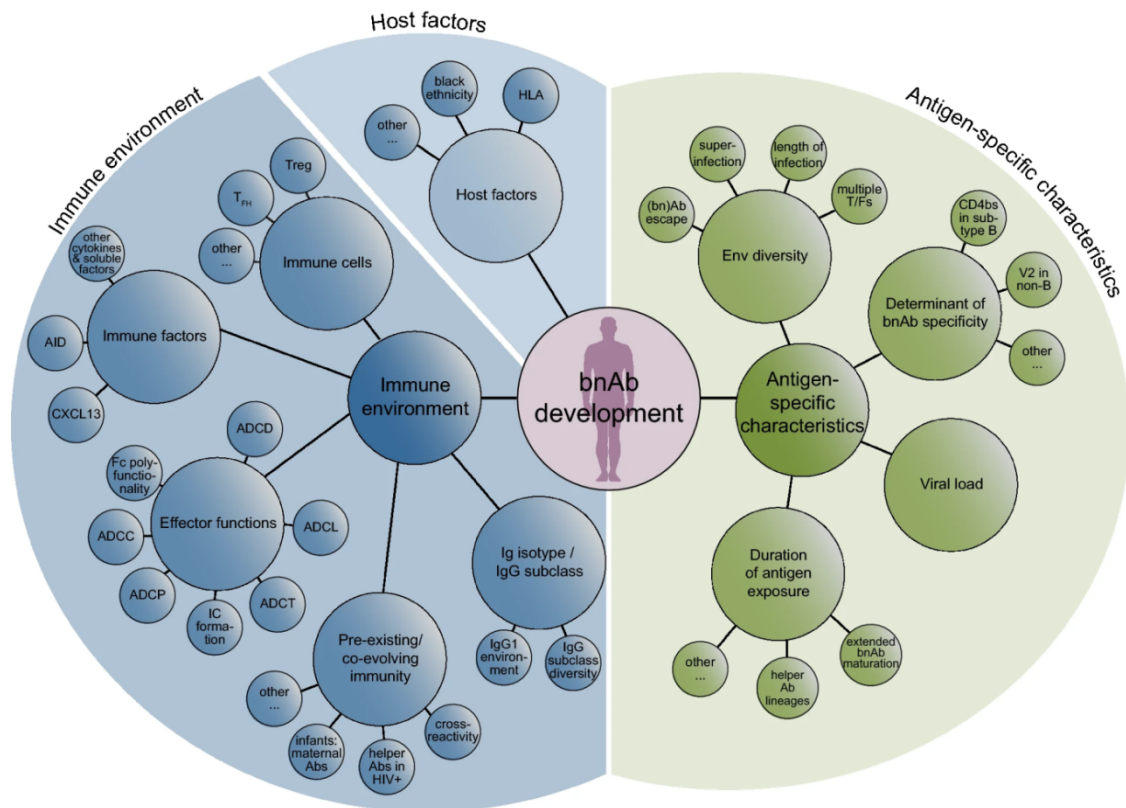 Host factors
Immune environment
Antigen-specific characteristics
black
ethnicity
HLA
other
...
Host factors
Treg
TFH
other
...
Immune cells
other
cytokines
& soluble
factors
AID
CXCL13
Immune factors
Immune
environment
bnAb
development
ADCD
Fc poly-
functio-
nality
ADCC
ADCP
IC
forma-
tion
ADCT
ADCL
Effector functions
Ig isotype /
IgG subclass
IgG1
environ-
ment
IgG
subclass
diversity
Pre-existing/
co-evolving
immunity
other
...
infants:
maternal
Abs
helper
Abs in
HIV+
cross-
reactivity
super-
infection
length of
infection
(bn)Ab
escape
multiple
T/Fs
Env diversity
CD4bs
in sub-
type B
V2 in
non-B
other
...
Determinant of
bnAb specificity
Antigen-
specific
characteristics
Viral load
Duration
of antigen
exposure
other
...
helper
Ab
lineages
extended
bnAb
maturation